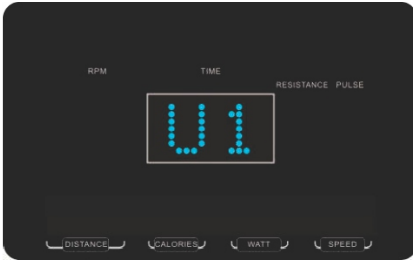 RPM TIME
RESISTANCE PULSE
U1
DISTANCE CALORIES WATT SPEED